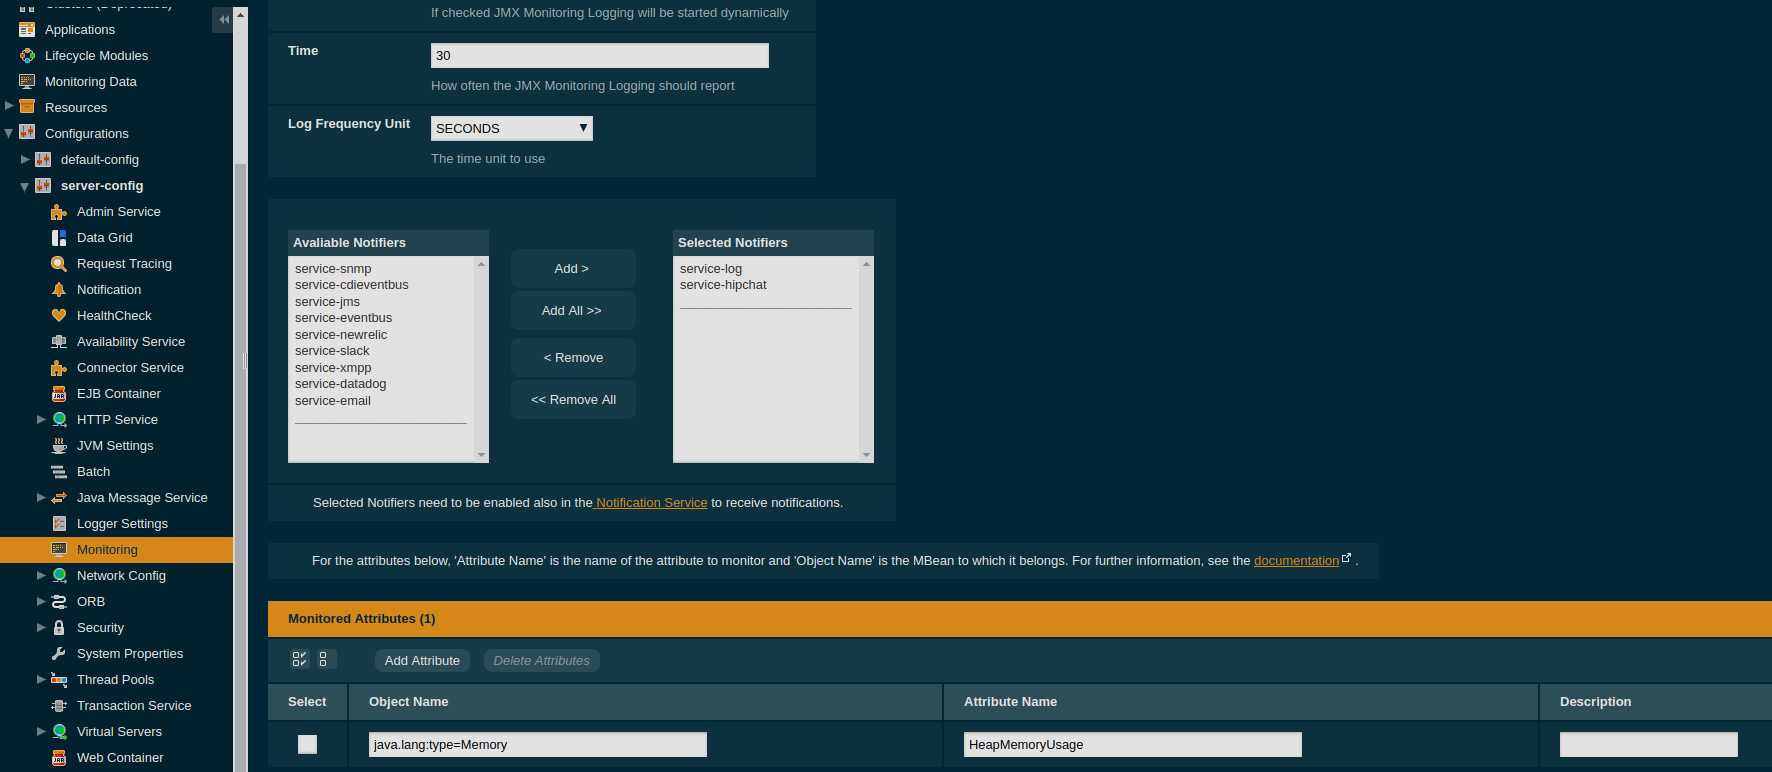 Clusters (Deprecated)
Applications
Lifecycle Modules
Monitoring Data
Resources
Configurations
default-config
server-config
Admin Service
Data Grid
Request Tracing
Notification
HealthCheck
Availability Service
Connector Service
EJB Container
HTTP Service
JVM Settings
Batch
Java Message Service
Logger Settings
Monitoring
Network Config
ORB
Security
System Properties
Thread Pools
Transaction Service
Virtual Servers
Web Container
If checked JMX Monitoring Logging will be started dynamically
Time
30
How often the JMX Monitoring Logging should report
Log Frequency Unit
SECONDS
The time unit to use
Avaliable Notifiers
service-snmp
service-cdieventbus
service-jms
service-eventbus
service-newrelic
service-slack
service-xmpp
service-datadog
service-email
Add >
Add All >>
< Remove
<< Remove All
Selected Notifiers
service-log
service-hipchat
Selected Notifiers need to be enabled also in the Notification Service to receive notifications.
For the attributes below, 'Attribute Name' is the name of the attribute to monitor and 'Object Name' is the MBean to which it belongs. For further information, see the documentation .
Monitored Attributes (1)
Add Attribute Delete Attributes
Select Object Name Attribute Name Description
java.lang:type=Memory HeapMemoryUsage